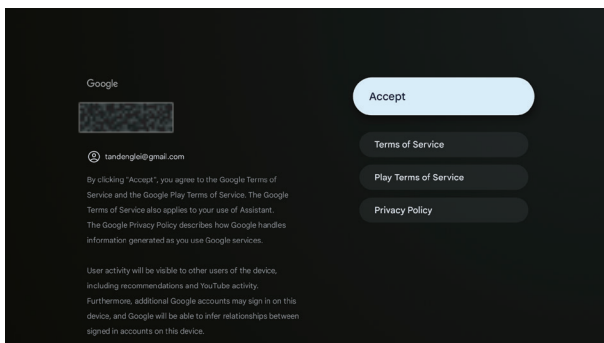 Google
tandenglei@gmail.com
By clicking "Accept", you agree to the Google Terms of
Service and the Google Play Terms of Service. The Google
Terms of Service also applies to your use of Assistant.
The Google Privacy Policy describes how Google handles
information generated as you use Google services.
User activity will be visible to other users of the device,
including recommendations and YouTube activity.
Furthermore, additional Google accounts may sign in on this
device, and Google will be able to infer relationships between
signed in accounts on this device.
Accept
Terms of Service
Play Terms of Service
Privacy Policy